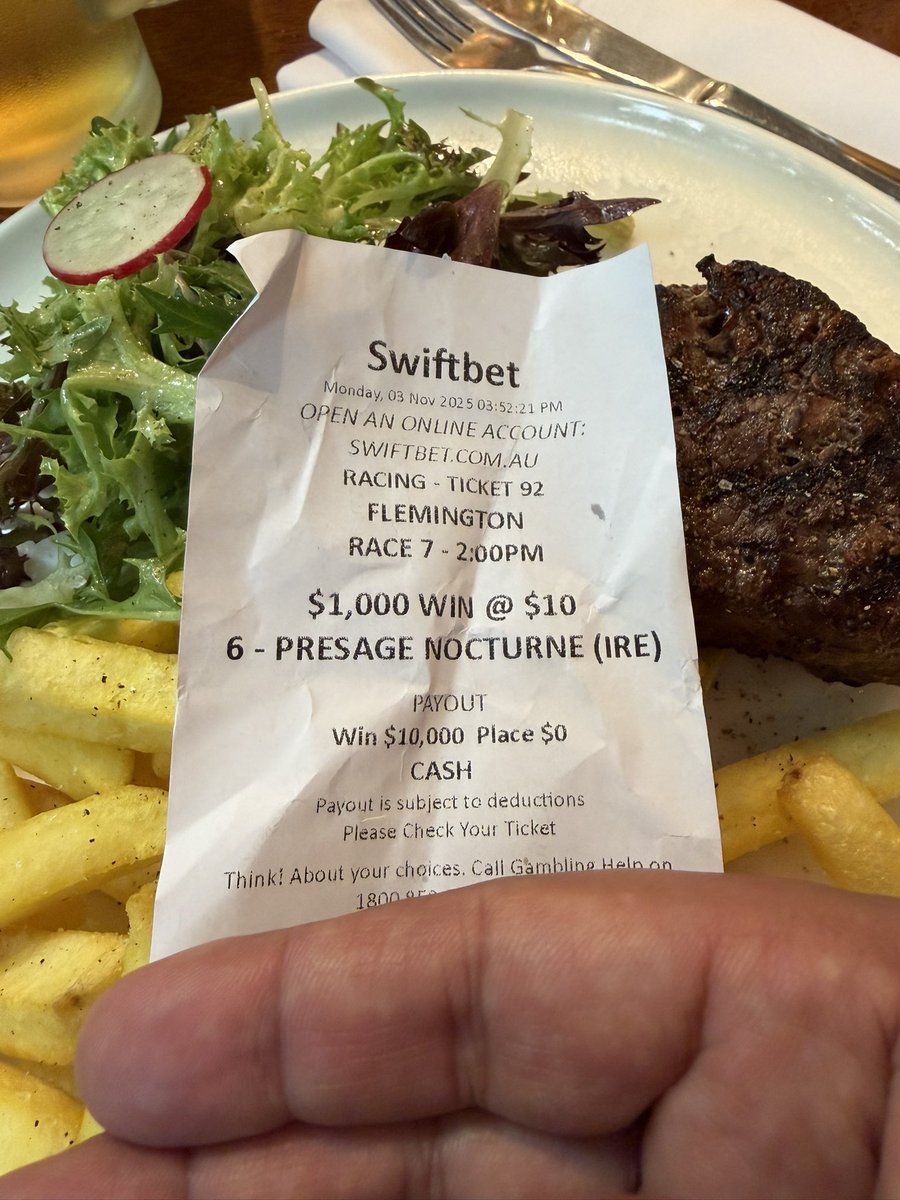 Swiftbet
Monday, 03 Nov 2025 03:52:21 PM
OPEN AN ONLINE ACCOUNT:
SWIFTBET.COM.AU
RACING - TICKET 92
FLEMINGTON
RACE 7 - 2:00PM
$1,000 WIN @ $10
6 - PRESAGE NOCTURNE (IRE)
PAYOUT
Win $10,000 Place $0
CASH
Payout is subject to deductions
Please Check Your Ticket
Think! About your choices. Call Gambling Help on
1800